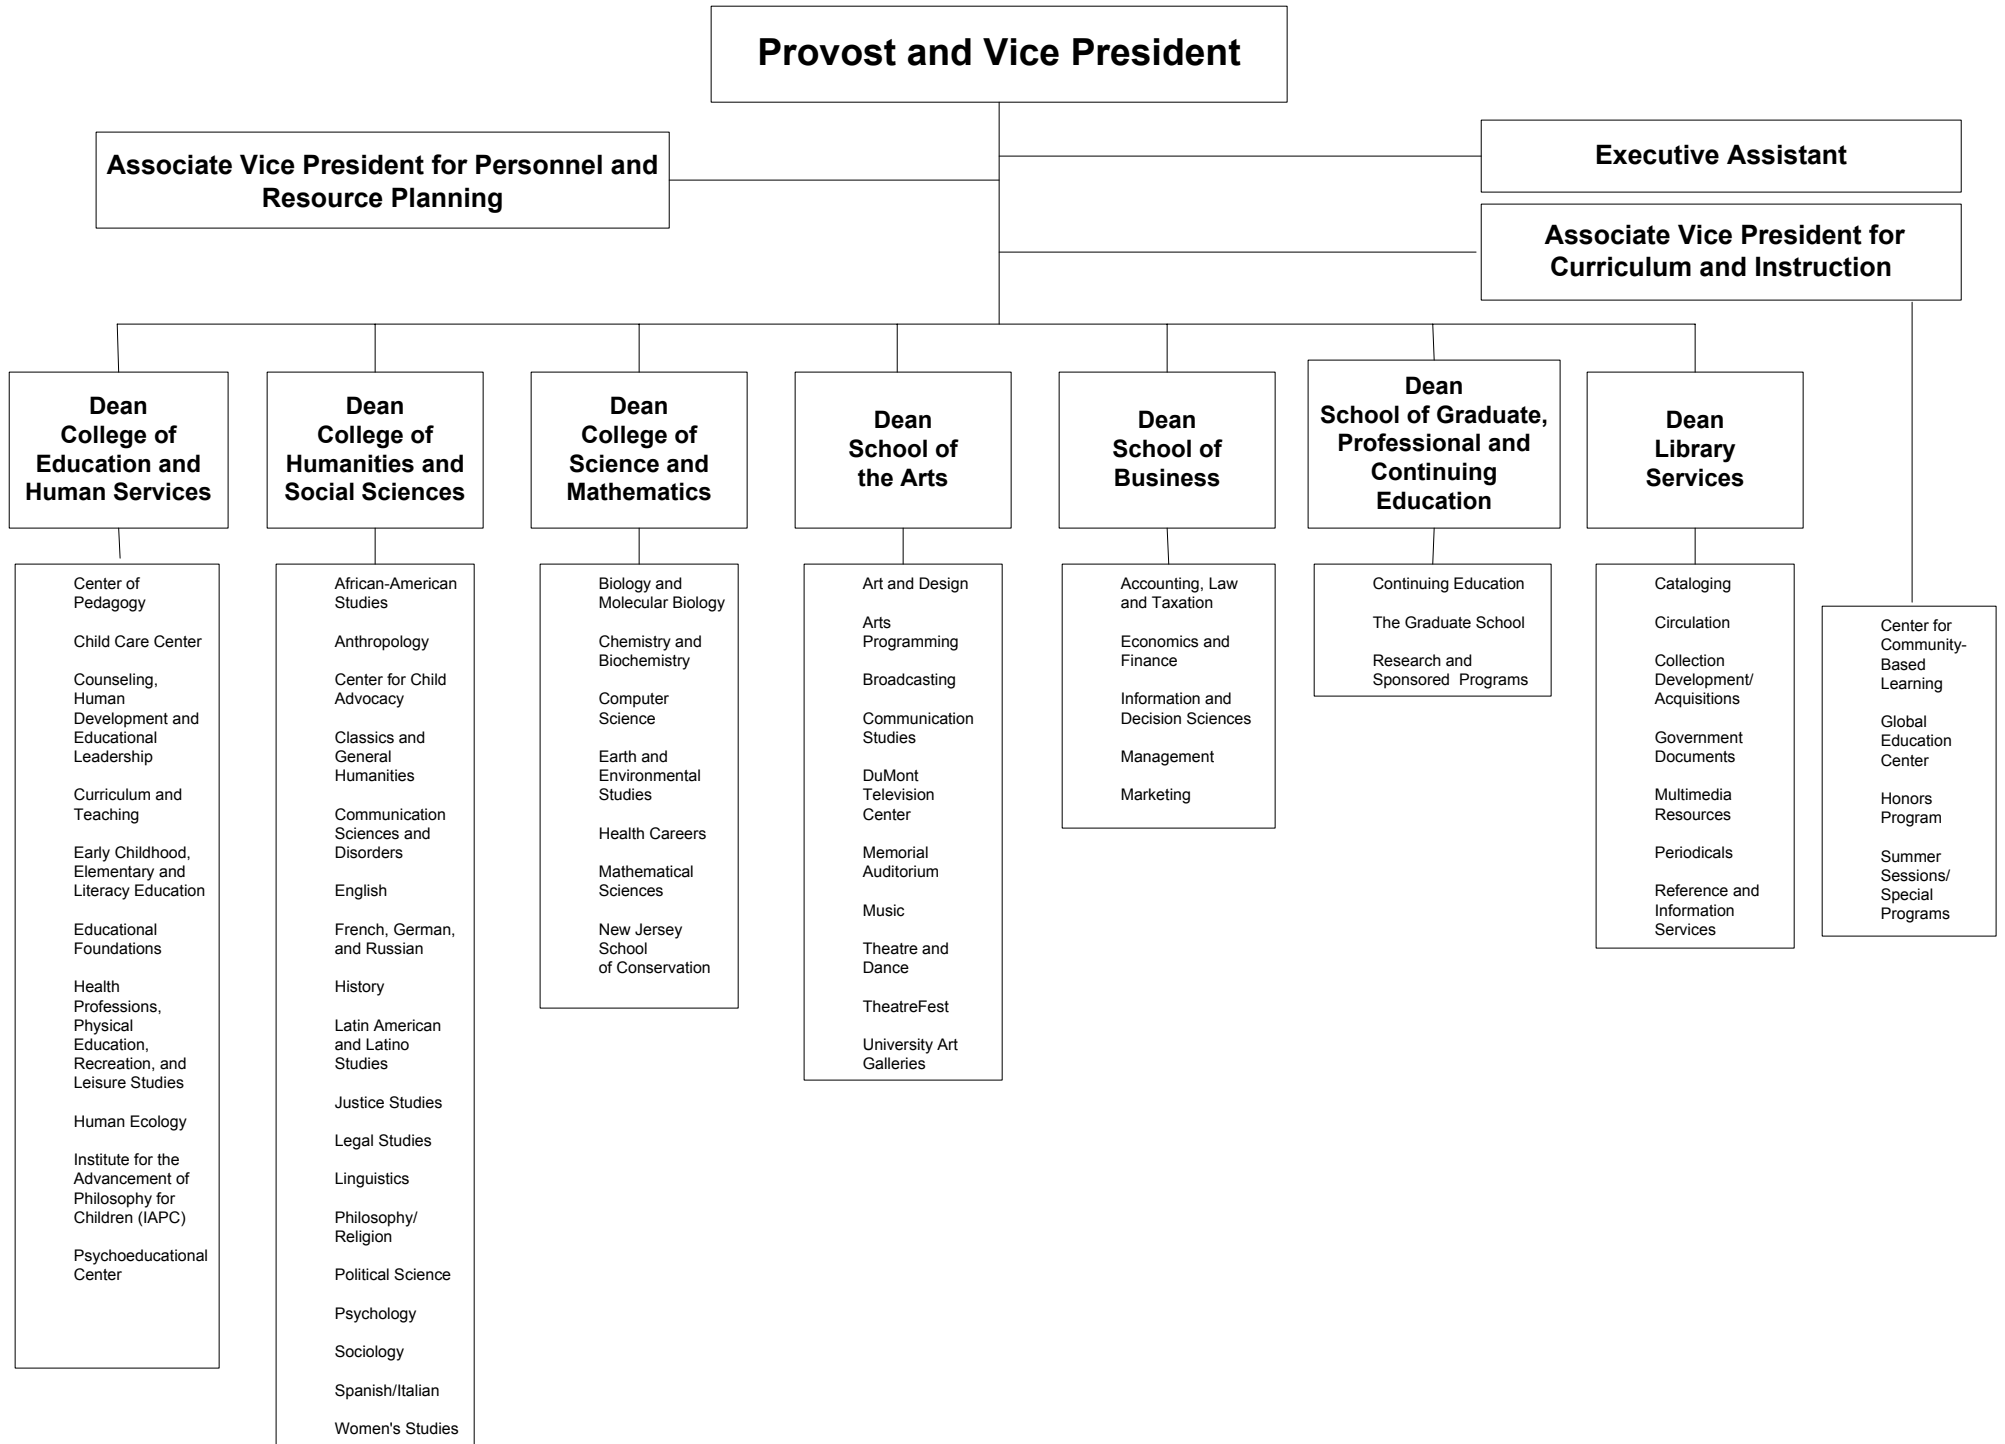 Provost and Vice President
Associate Vice President for Personnel and
Resource Planning
Executive Assistant
Associate Vice President for
Curriculum and Instruction
Dean
College of
Education and
Human Services
Dean
College of
Humanities and
Social Sciences
Dean
College of
Science and
Mathematics
Dean
School of
the Arts
Dean
School of
Business
Dean
School of Graduate,
Professional and
Continuing
Education
Dean
Library
Services
Center of
Pedagogy
Child Care Center
Counseling,
Human
Development and
Educational
Leadership
Curriculum and
Teaching
Early Childhood,
Elementary and
Literacy Education
Educational
Foundations
Health
Professions,
Physical
Education,
Recreation, and
Leisure Studies
Human Ecology
Institute for the
Advancement of
Philosophy for
Children (IAPC)
Psychoeducational
Center
African-American
Studies
Anthropology
Center for Child
Advocacy
Classics and
General
Humanities
Communication
Sciences and
Disorders
English
French, German,
and Russian
History
Latin American
and Latino
Studies
Justice Studies
Legal Studies
Linguistics
Philosophy/
Religion
Political Science
Psychology
Sociology
Spanish/Italian
Women's Studies
Biology and
Molecular Biology
Chemistry and
Biochemistry
Computer
Science
Earth and
Environmental
Studies
Health Careers
Mathematical
Sciences
New Jersey
School
of Conservation
Art and Design
Arts
Programming
Broadcasting
Communication
Studies
DuMont
Television
Center
Memorial
Auditorium
Music
Theatre and
Dance
TheatreFest
University Art
Galleries
Accounting, Law
and Taxation
Economics and
Finance
Information and
Decision Sciences
Management
Marketing
Continuing Education
The Graduate School
Research and
Sponsored Programs
Cataloging
Circulation
Collection
Development/
Acquisitions
Government
Documents
Multimedia
Resources
Periodicals
Reference and
Information
Services
Center for
Community-
Based
Learning
Global
Education
Center
Honors
Program
Summer
Sessions/
Special
Programs